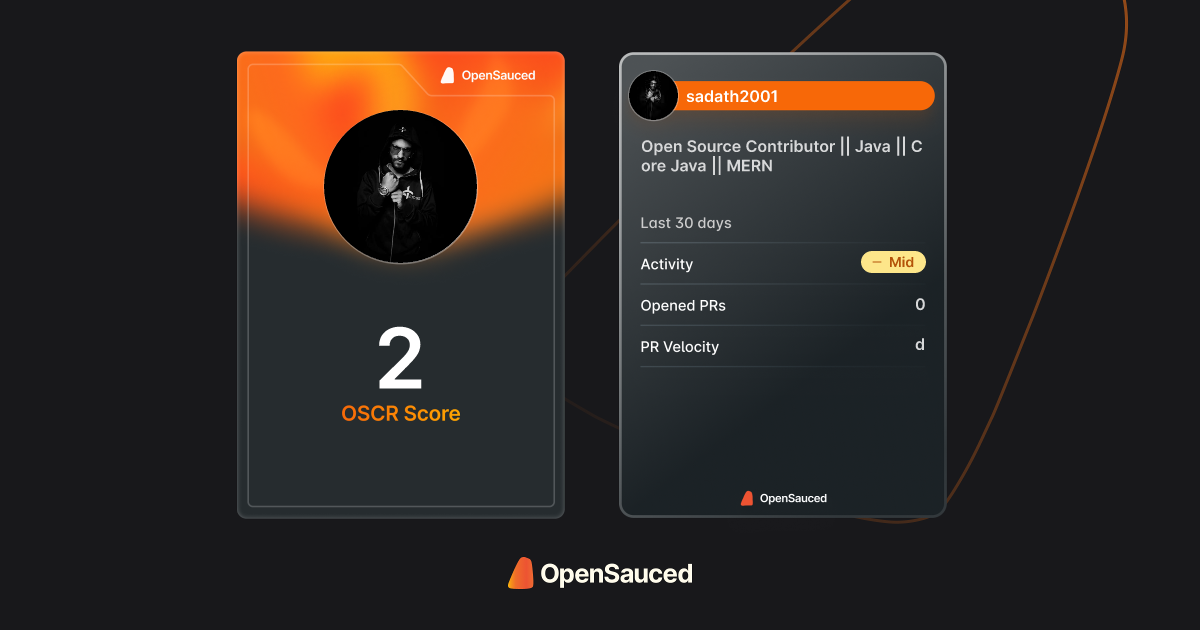 OpenSauced
2
OSCR Score
sadath2001
Open Source Contributor || Java || C
ore Java || MERN
Last 30 days
Activity
– Mid
Opened PRs
0
PR Velocity
d
OpenSauced
OpenSauced